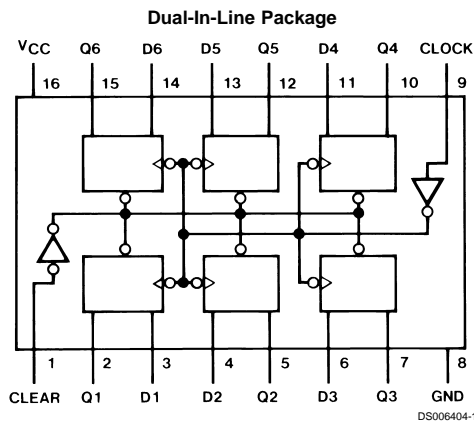 Dual-In-Line Package
VCC Q6 D6 D5 Q5 D4 Q4 CLOCK
16 15 14 13 12 11 10 9
1 2 3 4 5 6 7 8
CLEAR Q1 D1 D2 Q2 D3 Q3 GND
DS006404-1